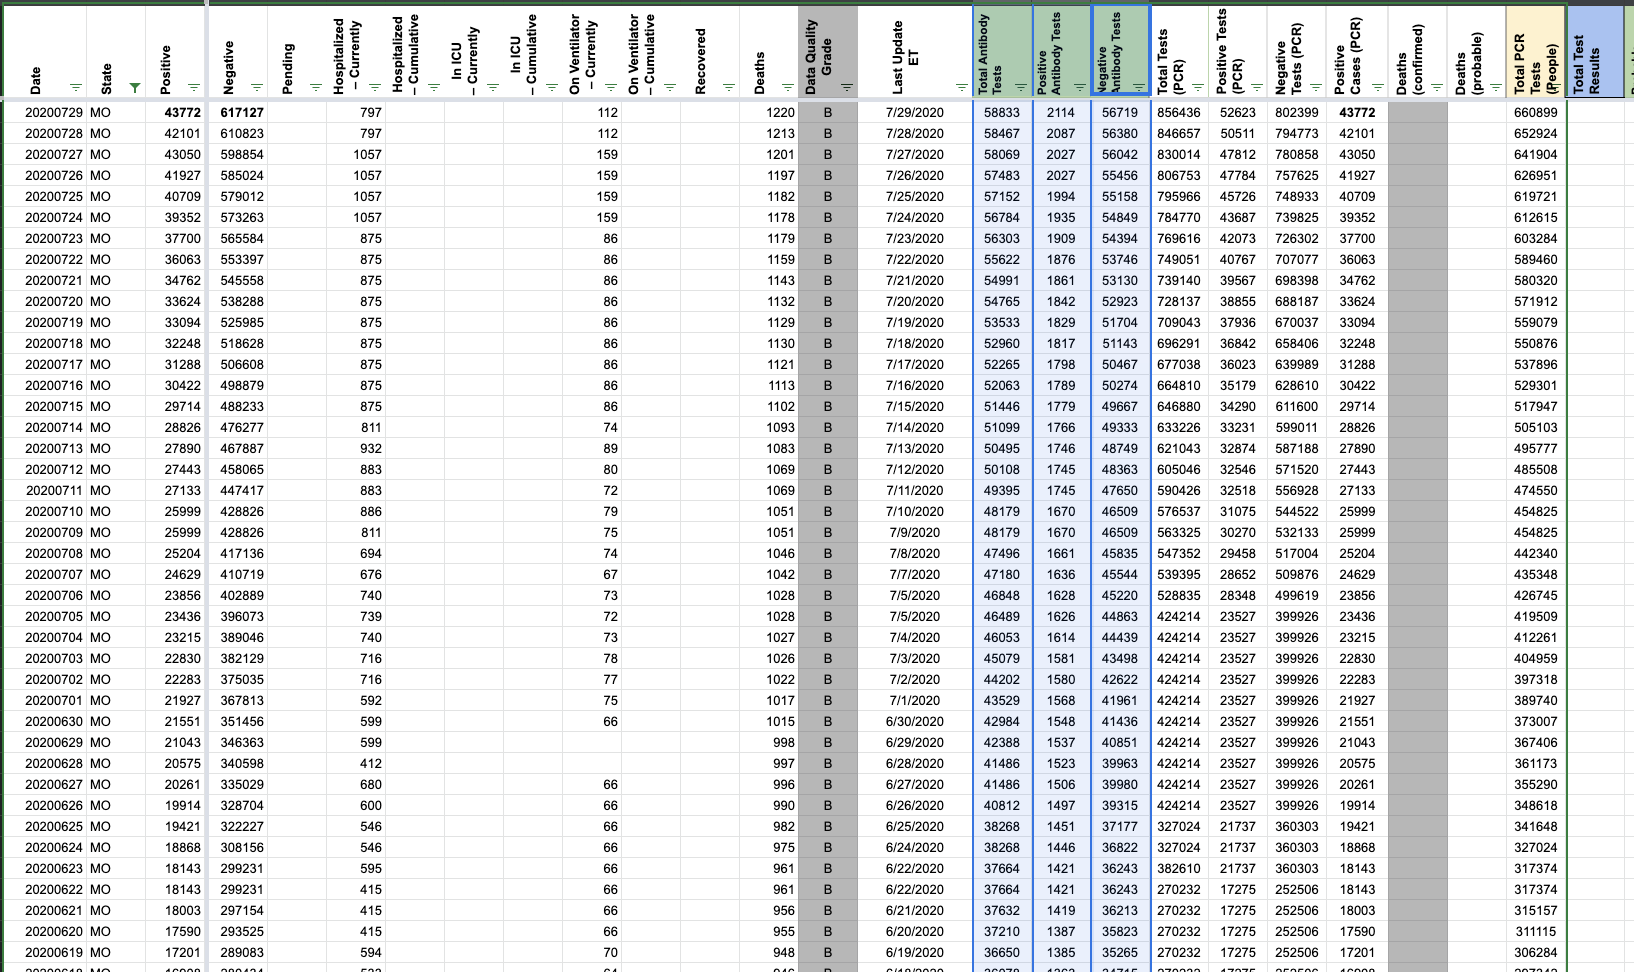 Date State Positive Negative Pending Hospitalized – Currently Hospitalized – Cumulative In ICU – Currently In ICU – Cumulative On Ventilator – Currently On Ventilator – Cumulative Recovered Deaths Data Quality Grade Last Update ET Total Antibody Tests Positive Antibody Tests Negative Antibody Tests Total Tests (PCR) Positive Tests (PCR) Negative Tests (PCR) Positive Cases (PCR) Deaths (confirmed) Deaths (probable) Total PCR Tests (People) Total Test Results
20200729 MO 43772 617127 797 112 1220 B 7/29/2020 58833 2114 56719 856436 52623 802399 43772 660899
20200728 MO 42101 610823 797 112 1213 B 7/28/2020 58467 2087 56380 846657 50511 794773 42101 652924
20200727 MO 43050 598854 1057 159 1201 B 7/27/2020 58069 2027 56042 830014 47812 780858 43050 641904
20200726 MO 41927 585024 1057 159 1197 B 7/26/2020 57483 2027 55456 806753 47784 757625 41927 626951
20200725 MO 40709 579012 1057 159 1182 B 7/25/2020 57152 1994 55158 795966 45726 748933 40709 619721
20200724 MO 39352 573263 1057 159 1178 B 7/24/2020 56784 1935 54849 784770 43687 739825 39352 612615
20200723 MO 37700 565584 875 86 1179 B 7/23/2020 56303 1909 54394 769616 42073 726302 37700 603284
20200722 MO 36063 553397 875 86 1159 B 7/22/2020 55622 1876 53746 749051 40767 707077 36063 589460
20200721 MO 34762 545558 875 86 1143 B 7/21/2020 54991 1861 53130 739140 39567 698398 34762 580320
20200720 MO 33624 538288 875 86 1132 B 7/20/2020 54765 1842 52923 728137 38855 688187 33624 571912
20200719 MO 33094 525985 875 86 1129 B 7/19/2020 53533 1829 51704 709043 37936 670037 33094 559079
20200718 MO 32248 518628 875 86 1130 B 7/18/2020 52960 1817 51143 696291 36842 658406 32248 550876
20200717 MO 31288 506608 875 86 1121 B 7/17/2020 52265 1798 50467 677038 36023 639989 31288 537896
20200716 MO 30422 498879 875 86 1113 B 7/16/2020 52063 1789 50274 664810 35179 628610 30422 529301
20200715 MO 29714 488233 875 86 1102 B 7/15/2020 51446 1779 49667 646880 34290 611600 29714 517947
20200714 MO 28826 476277 811 74 1093 B 7/14/2020 51099 1766 49333 633226 33231 599011 28826 505103
20200713 MO 27890 467887 932 89 1083 B 7/13/2020 50495 1746 48749 621043 32874 587188 27890 495777
20200712 MO 27443 458065 883 80 1069 B 7/12/2020 50108 1745 48363 605046 32546 571520 27443 485508
20200711 MO 27133 447417 883 72 1069 B 7/11/2020 49395 1745 47650 590426 32518 556928 27133 474550
20200710 MO 25999 428826 886 79 1051 B 7/10/2020 48179 1670 46509 576537 31075 544522 25999 454825
20200709 MO 25999 428826 811 75 1051 B 7/9/2020 48179 1670 46509 563325 30270 532133 25999 454825
20200708 MO 25204 417136 694 74 1046 B 7/8/2020 47496 1661 45835 547352 29458 517004 25204 442340
20200707 MO 24629 410719 676 67 1042 B 7/7/2020 47180 1636 45544 539395 28652 509876 24629 435348
20200706 MO 23856 402889 740 73 1028 B 7/5/2020 46848 1628 45220 528835 28348 499619 23856 426745
20200705 MO 23436 396073 739 72 1028 B 7/5/2020 46489 1626 44863 424214 23527 399926 23436 419509
20200704 MO 23215 389046 740 73 1027 B 7/4/2020 46053 1614 44439 424214 23527 399926 23215 412261
20200703 MO 22830 382129 716 78 1026 B 7/3/2020 45079 1581 43498 424214 23527 399926 22830 404959
20200702 MO 22283 375035 716 77 1022 B 7/2/2020 44202 1580 42622 424214 23527 399926 22283 397318
20200701 MO 21927 367813 592 75 1017 B 7/1/2020 43529 1568 41961 424214 23527 399926 21927 389740
20200630 MO 21551 351456 599 66 1015 B 6/30/2020 42984 1548 41436 424214 23527 399926 21551 373007
20200629 MO 21043 346363 599 998 B 6/29/2020 42388 1537 40851 424214 23527 399926 21043 367406
20200628 MO 20575 340598 412 997 B 6/28/2020 41486 1523 39963 424214 23527 399926 20575 361173
20200627 MO 20261 335029 680 66 996 B 6/27/2020 41486 1506 39980 424214 23527 399926 20261 355290
20200626 MO 19914 328704 600 66 990 B 6/26/2020 40812 1497 39315 424214 23527 399926 19914 348618
20200625 MO 19421 322227 546 66 982 B 6/25/2020 38268 1451 37177 327024 21737 360303 19421 341648
20200624 MO 18868 308156 546 66 975 B 6/24/2020 38268 1446 36822 327024 21737 360303 18868 327024
20200623 MO 18143 299231 595 66 961 B 6/22/2020 37664 1421 36243 382610 21737 360303 18143 317374
20200622 MO 18143 299231 415 66 961 B 6/22/2020 37664 1421 36243 270232 17275 252506 18143 317374
20200621 MO 18003 297154 415 66 956 B 6/21/2020 37632 1419 36213 270232 17275 252506 18003 315157
20200620 MO 17590 293525 415 66 955 B 6/20/2020 37210 1387 35823 270232 17275 252506 17590 311115
20200619 MO 17201 289083 594 70 948 B 6/19/2020 36650 1385 35265 270232 17275 252506 17201 306284